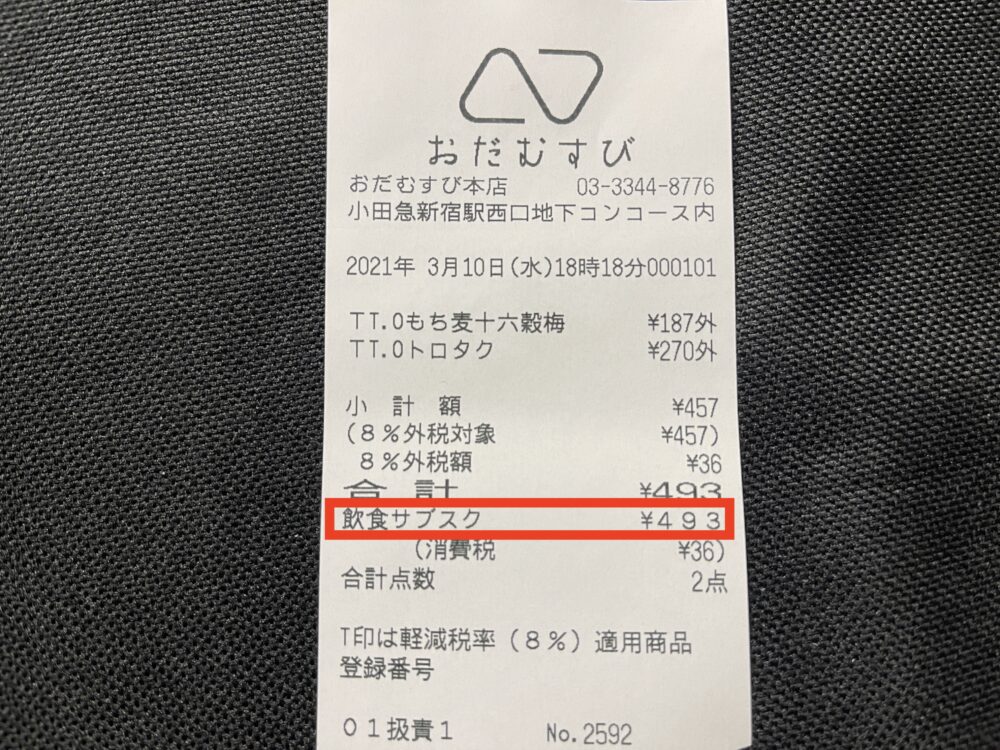 おだむすび
おだむすび本店 03-3344-8776
小田急新宿駅西口地下コンコース内
2021年 3月10日(水)18時18分000101
TT.0もち麦十六穀梅 ¥187外
TT.0トロタク ¥270外
小 計 額 ¥457
(8%外税対象 ¥457)
8%外税額 ¥36
合 計 ¥493
飲食サブスク ¥493
(消費税 ¥36)
合計点数 2点
T印は軽減税率(8%)適用商品
登録番号
01扱責1 No.2592